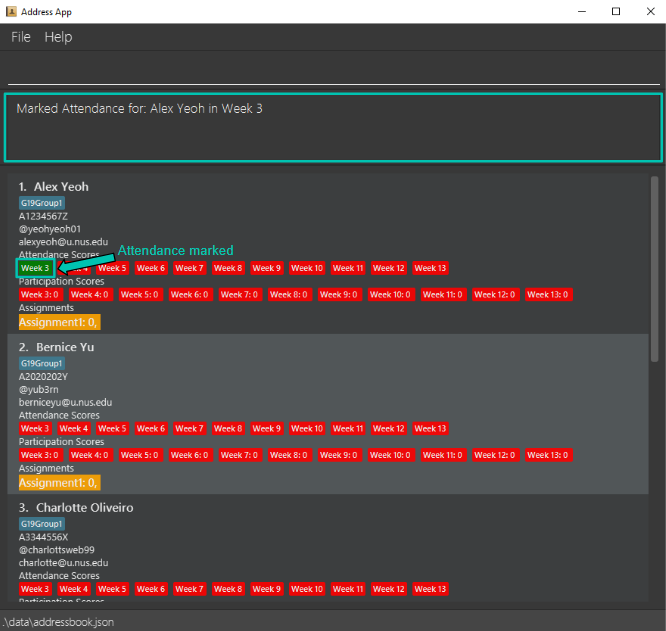 Address App
File Help
Marked Attendance for: Alex Yeoh in Week 3
1. Alex Yeoh
G19Group1
A1234567Z
@yeohyeoh01
alexyeoh@u.nus.edu
Attendance Scores
Attendance marked
Week 3 4 Week 5 Week 6 Week 7 Week 8 Week 9 Week 10 Week 11 Week 12 Week 13
Participation Scores
Week 3: 0 Week 4: 0 Week 5: 0 Week 6: 0 Week 7: 0 Week 8: 0 Week 9: 0 Week 10: 0 Week 11: 0 Week 12: 0 Week 13: 0
Assignments
Assignment1: 0,
2. Bernice Yu
G19Group1
A2020202Y
@yub3rn
berniceyu@u.nus.edu
Attendance Scores
Week 3 Week 4 Week 5 Week 6 Week 7 Week 8 Week 9 Week 10 Week 11 Week 12 Week 13
Participation Scores
Week 3: 0 Week 4: 0 Week 5: 0 Week 6: 0 Week 7: 0 Week 8: 0 Week 9: 0 Week 10: 0 Week 11: 0 Week 12: 0 Week 13: 0
Assignments
Assignment1: 0,
3. Charlotte Oliveiro
G19Group1
A3344556X
@charlottsweb99
charlotte@u.nus.edu
Attendance Scores
Week 3 Week 4 Week 5 Week 6 Week 7 Week 8 Week 9 Week 10 Week 11 Week 12 Week 13
Participation Scores
.\data\addressbook.json